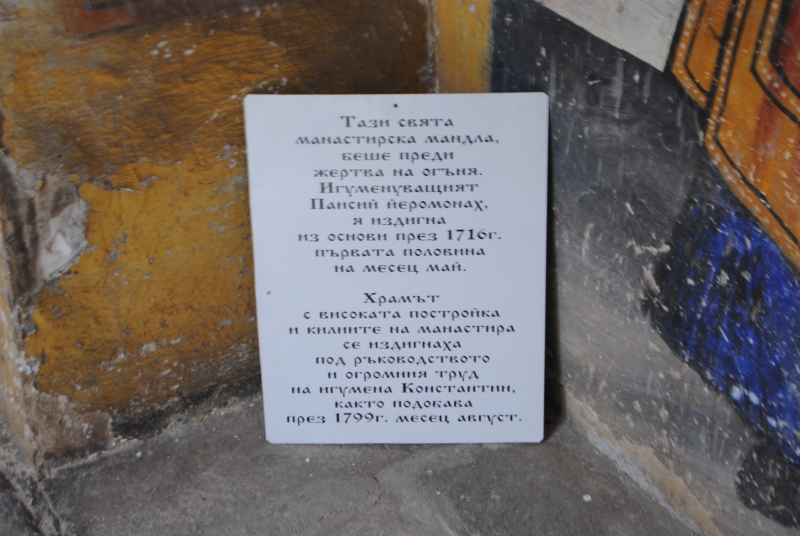 Тази свята
манастирска мандла,
беше преди
жертва на огъня.
Игуменуващият
Паисий йеромонах,
я издигна
из основи през 1716г.
първата половина
на месец май.
Храмът
с високата постройка
и килиите на манастира
се издигнаха
под ръководството
и огромния труд
на игумена Константин,
както подобава
през 1799г. месец август.